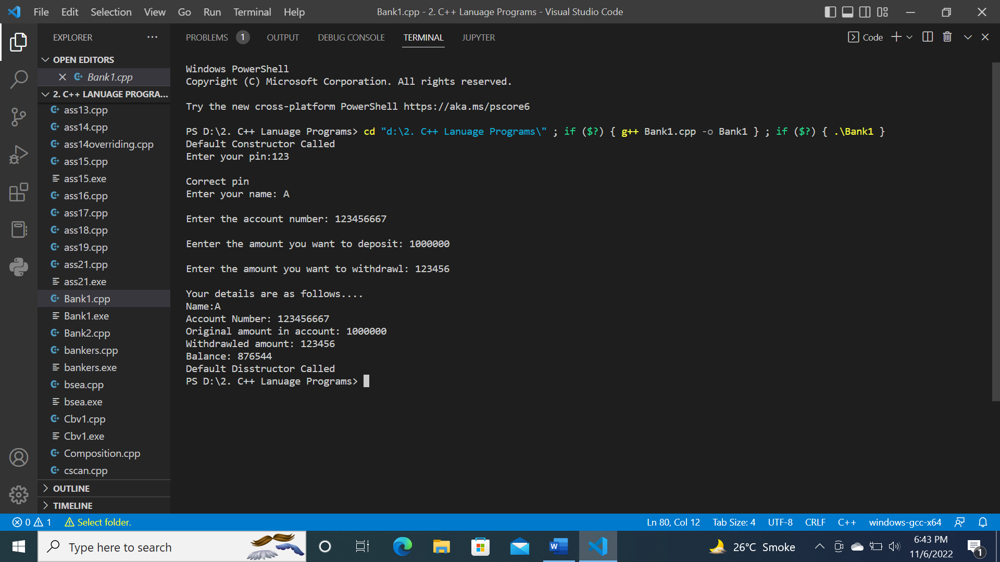 File Edit Selection View Go Run Terminal Help
Bank1.cpp - 2. C++ Lanuage Programs - Visual Studio Code
EXPLORER
PROBLEMS 1 OUTPUT DEBUG CONSOLE TERMINAL JUPYTER
Code
OPEN EDITORS
Bank1.cpp
2. C++ LANUAGE PROGRA...
ass13.cpp
ass14.cpp
ass14overriding.cpp
ass15.cpp
ass15.exe
ass16.cpp
ass17.cpp
ass18.cpp
ass19.cpp
ass21.cpp
ass21.exe
Bank1.cpp
Bank1.exe
Bank2.cpp
bankers.cpp
bankers.exe
bsea.cpp
bsea.exe
Cbv1.cpp
Cbv1.exe
Composition.cpp
cscan.cpp
OUTLINE
TIMELINE
Windows PowerShell
Copyright (C) Microsoft Corporation. All rights reserved.
Try the new cross-platform PowerShell https://aka.ms/pscore6
PS D:\2. C++ Lanuage Programs> cd "d:\2. C++ Lanuage Programs\" ; if ($?) { g++ Bank1.cpp -o Bank1 } ; if ($?) { .\Bank1 }
Default Constructor Called
Enter your pin:123
Correct pin
Enter your name: A
Enter the account number: 123456667
Eenter the amount you want to deposit: 1000000
Enter the amount you want to withdrawl: 123456
Your details are as follows....
Name:A
Account Number: 123456667
Original amount in account: 1000000
Withdrawled amount: 123456
Balance: 876544
Default Disstructor Called
PS D:\2. C++ Lanuage Programs>
0 1 Select folder.
Ln 80, Col 12 Tab Size: 4 UTF-8 CRLF C++ windows-gcc-x64
Type here to search
26°C Smoke
6:43 PM
11/6/2022
1